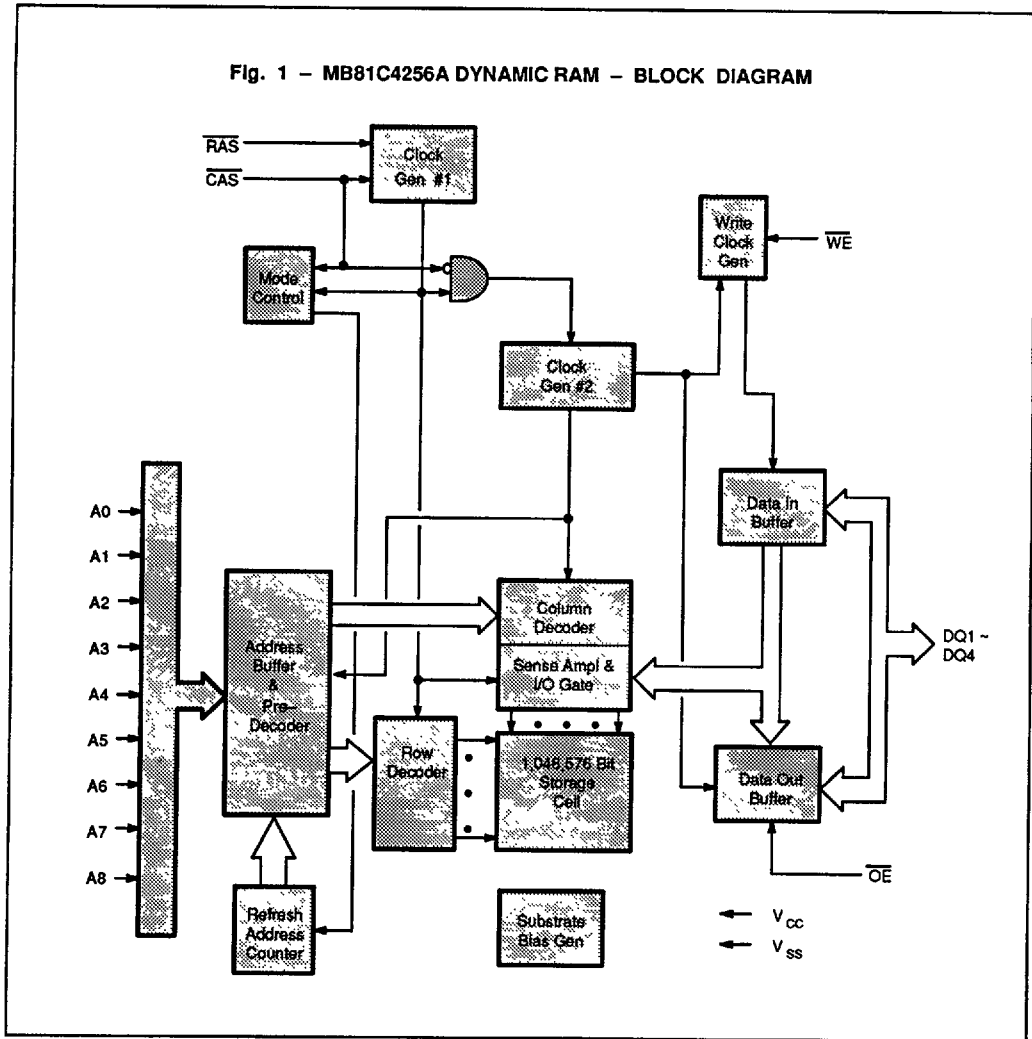 Fig. 1 – MB81C4256A DYNAMIC RAM – BLOCK DIAGRAM
RAS
CAS
Clock
Gen #1
Write
Clock
Gen
WE
Mode
Control
Clock
Gen #2
A0
A1
A2
A3
A4
A5
A6
A7
A8
Data In
Buffer
Address
Buffer
&
Pre–
Decoder
Column
Decoder
Sense Ampl &
I/O Gate
DQ1 ~
DQ4
Row
Decoder
1,048,576 Bit
Storage
Cell
Data Out
Buffer
OE
Refresh
Address
Counter
Substrate
Bias Gen
VCC
VSS